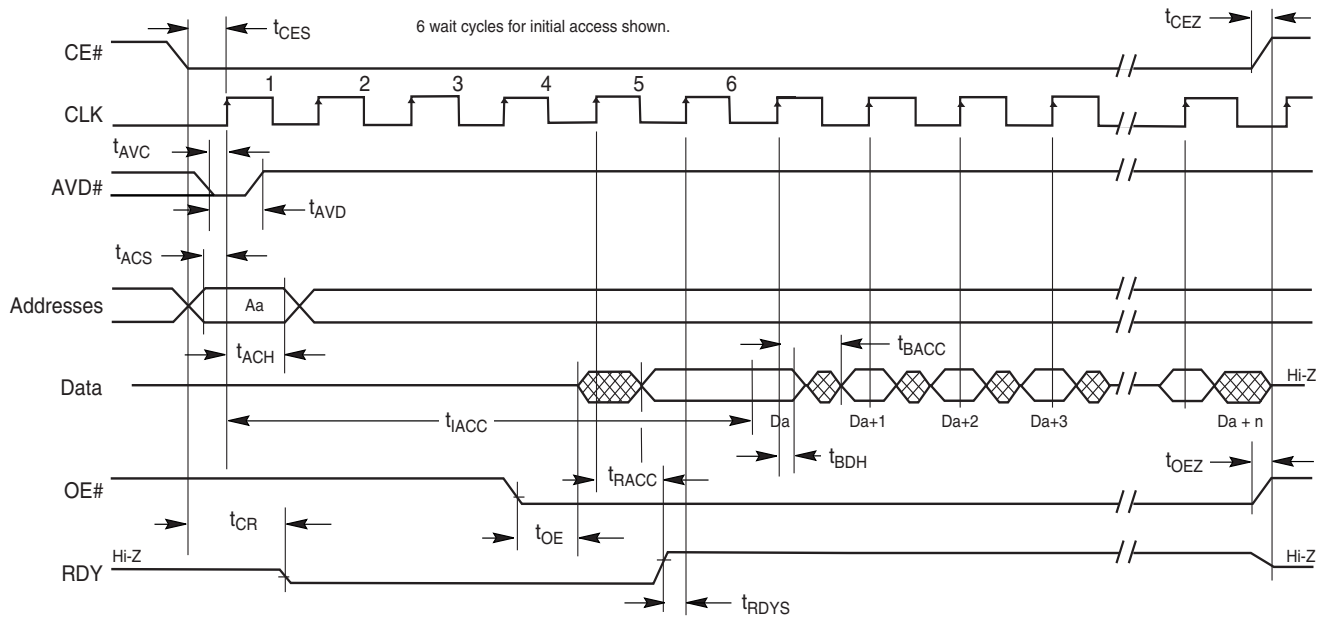 tCES
6 wait cycles for initial access shown.
tCEZ
CE#
1 2 3 4 5 6
CLK
tAVC
AVD#
tAVD
tACS
Addresses
Aa
tACH
tBACC
Data
Hi-Z
tIACC
Da Da+1 Da+2 Da+3 Da + n
tBDH
tOEZ
tRACC
OE#
tCR
tOE
Hi-Z
Hi-Z
RDY
tRDYS